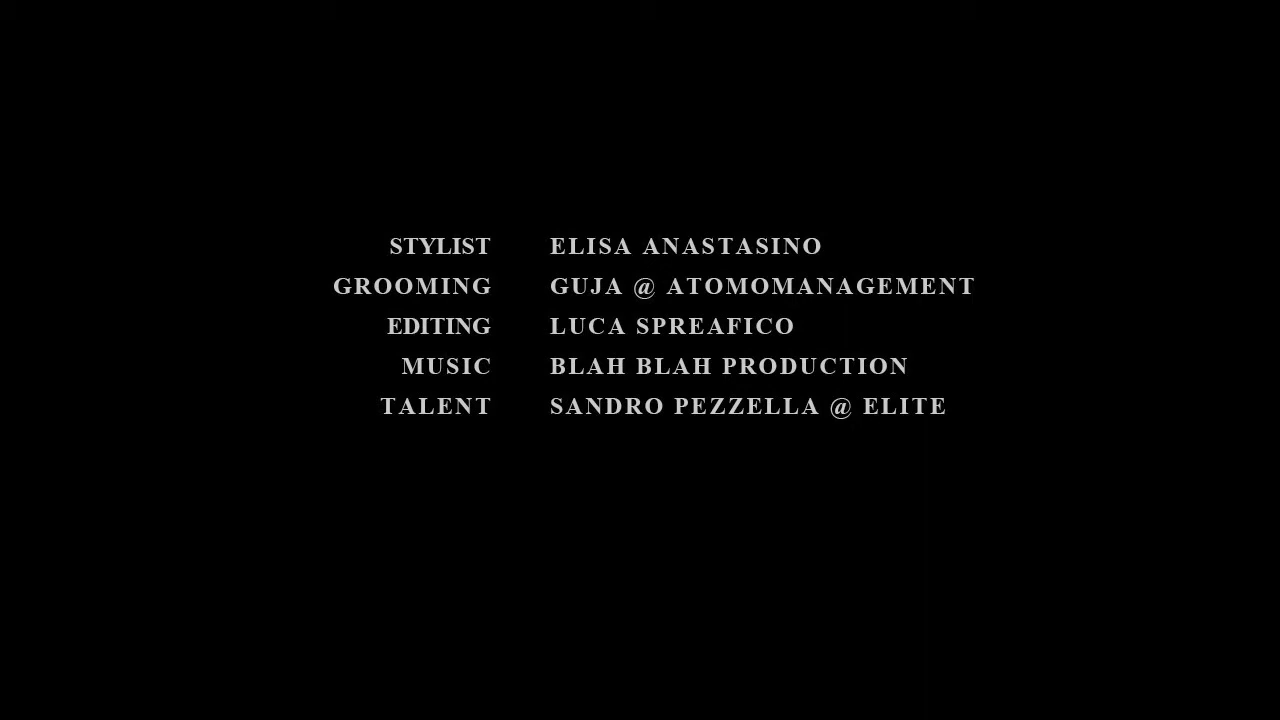 STYLIST ELISA ANASTASINO
GROOMING GUJA @ ATOMOMANAGEMENT
EDITING LUCA SPREAFICO
MUSIC BLAH BLAH PRODUCTION
TALENT SANDRO PEZZELLA @ ELITE